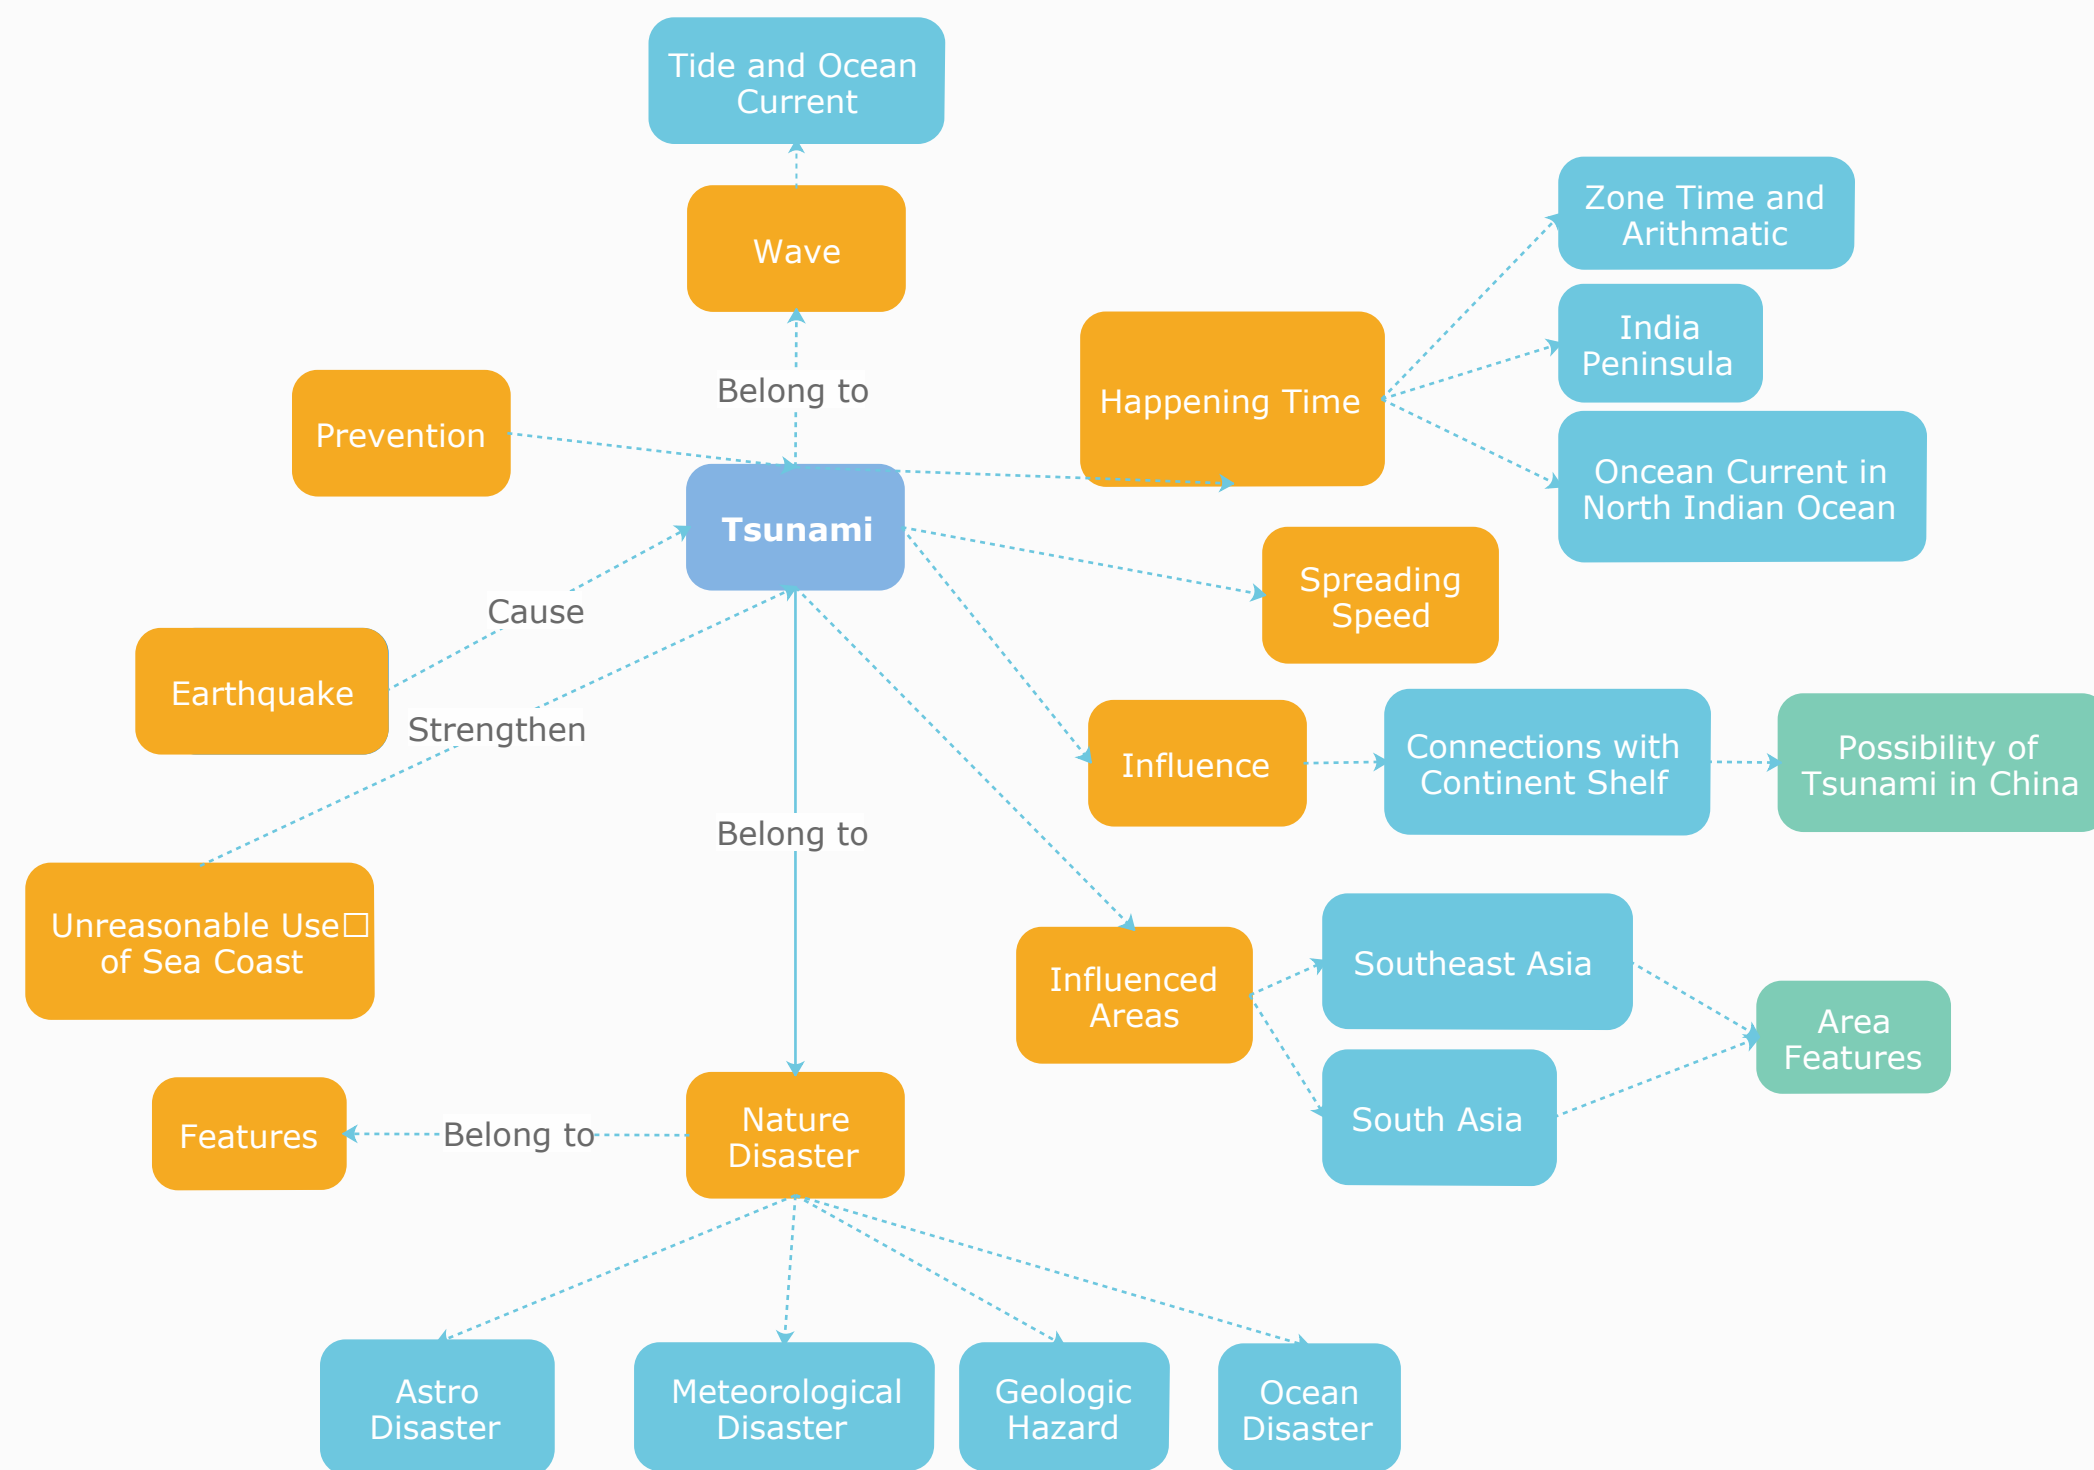 Tide and Ocean
Current
Wave
Zone Time and
Arithmatic
India
Peninsula
Happening Time
Belong to
Prevention
Oncean Current in
North Indian Ocean
Tsunami
Spreading
Speed
Cause
Earthquake
Strengthen
Influence
Connections with
Continent Shelf
Possibility of
Tsunami in China
Belong to
Unreasonable Use□
of Sea Coast
Influenced
Areas
Southeast Asia
Area
Features
South Asia
Features
Belong to
Nature
Disaster
Astro
Disaster
Meteorological
Disaster
Geologic
Hazard
Ocean
Disaster